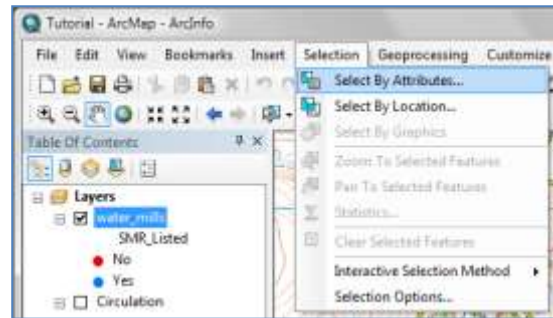 Tutorial - ArcMap - ArcInfo
File Edit View Bookmarks Insert Selection Geoprocessing Customize
Select By Attributes...
Select By Location...
Select By Graphics
Table Of Contents
Zoom To Selected Features
Pan To Selected Features
Layers
Statistics...
water_mills
SMR_Listed
Clear Selected Features
No
Yes
Interactive Selection Method
Circulation
Selection Options...